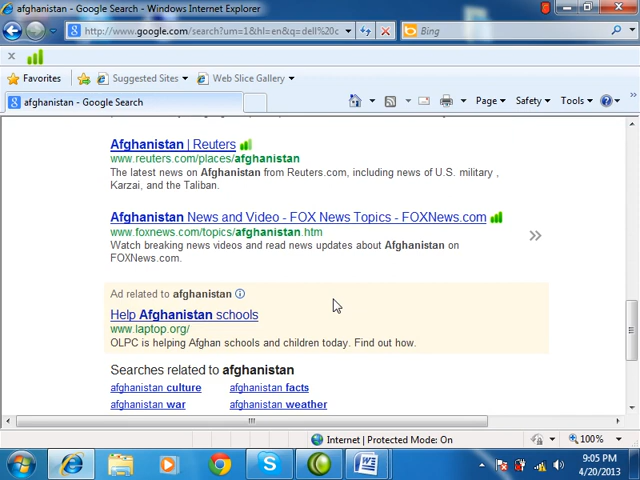 afghanistan - Google Search - Windows Internet Explorer
http://www.google.com/search?um=1&hl=en&q=dell%20c
Bing
Favorites
Suggested Sites
Web Slice Gallery
afghanistan - Google Search
Page
Safety
Tools
Afghanistan | Reuters
www.reuters.com/places/afghanistan
The latest news on Afghanistan from Reuters.com, including news of U.S. military ,
Karzai, and the Taliban.
Afghanistan News and Video - FOX News Topics - FOXNews.com
www.foxnews.com/topics/afghanistan.htm
Watch breaking news videos and read news updates about Afghanistan on
FOXNews.com.
Ad related to afghanistan
Help Afghanistan schools
www.laptop.org/
OLPC is helping Afghan schools and children today. Find out how.
Searches related to afghanistan
afghanistan culture afghanistan facts
afghanistan war afghanistan weather
Internet | Protected Mode: On
100%
9:05 PM
4/20/2013